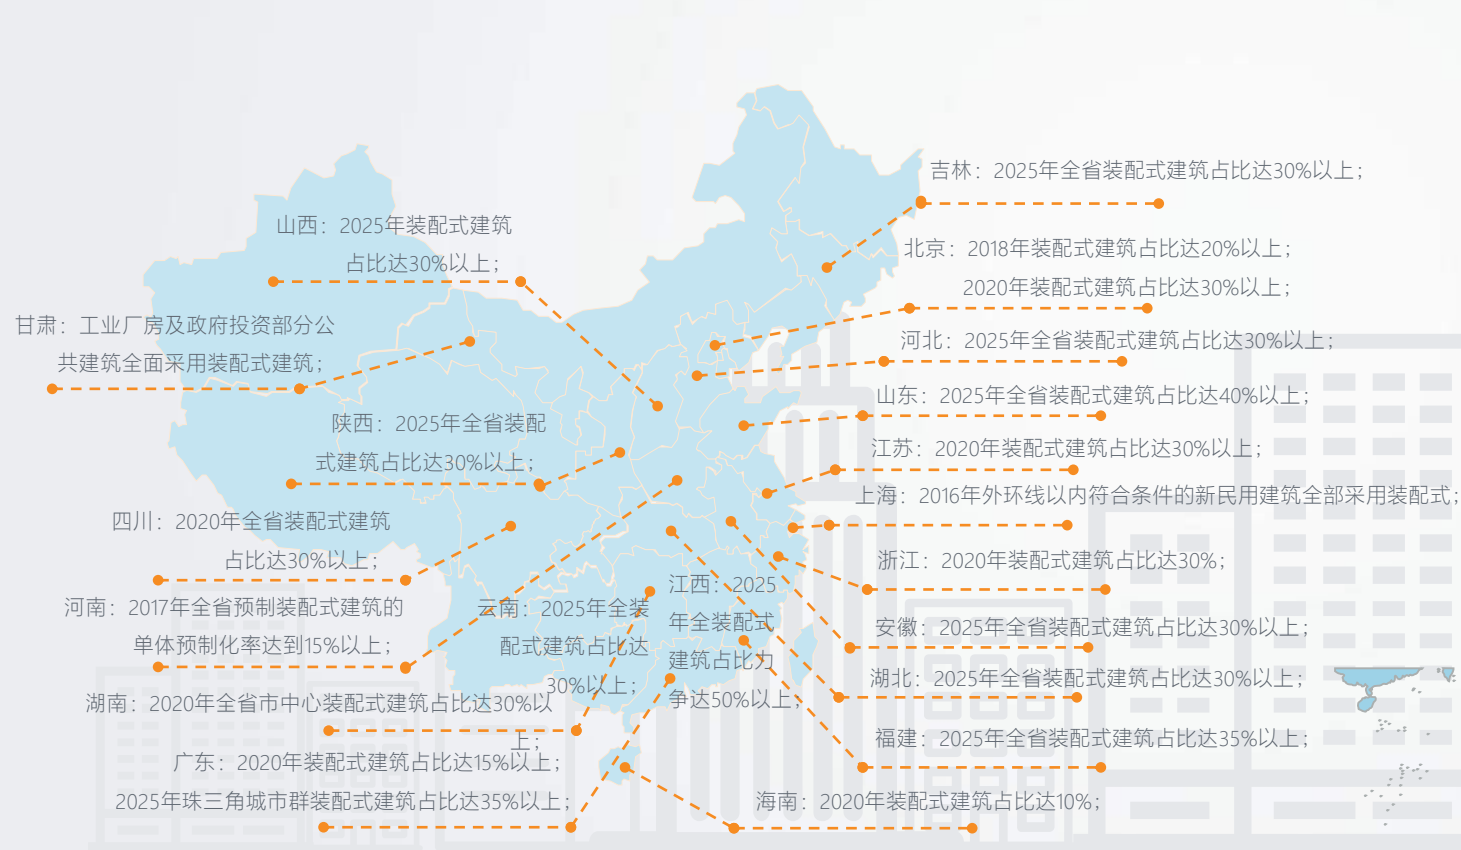 吉林：2025年全省装配式建筑占比达30%以上；
山西：2025年装配式建筑
占比达30%以上；
北京：2018年装配式建筑占比达20%以上；
2020年装配式建筑占比达30%以上；
甘肃：工业厂房及政府投资部分公
共建筑全面采用装配式建筑；
河北：2025年全省装配式建筑占比达30%以上；
山东：2025年全省装配式建筑占比达40%以上；
陕西：2025年全省装配
式建筑占比达30%以上；
江苏：2020年装配式建筑占比达30%以上；
上海：2016年外环线以内符合条件的新民用建筑全部采用装配式；
四川：2020年全省装配式建筑
占比达30%以上；
浙江：2020年装配式建筑占比达30%；
河南：2017年全省预制装配式建筑的
单体预制化率达到15%以上；
云南：2025年全装
配式建筑占比达
30%以上；
江西：2025
年全装配式
建筑占比力
争达50%以上；
安徽：2025年全省装配式建筑占比达30%以上；
湖北：2025年全省装配式建筑占比达30%以上；
湖南：2020年全省市中心装配式建筑占比达30%以
上；
福建：2025年全省装配式建筑占比达35%以上；
广东：2020年装配式建筑占比达15%以上；
2025年珠三角城市群装配式建筑占比达35%以上；
海南：2020年装配式建筑占比达10%；